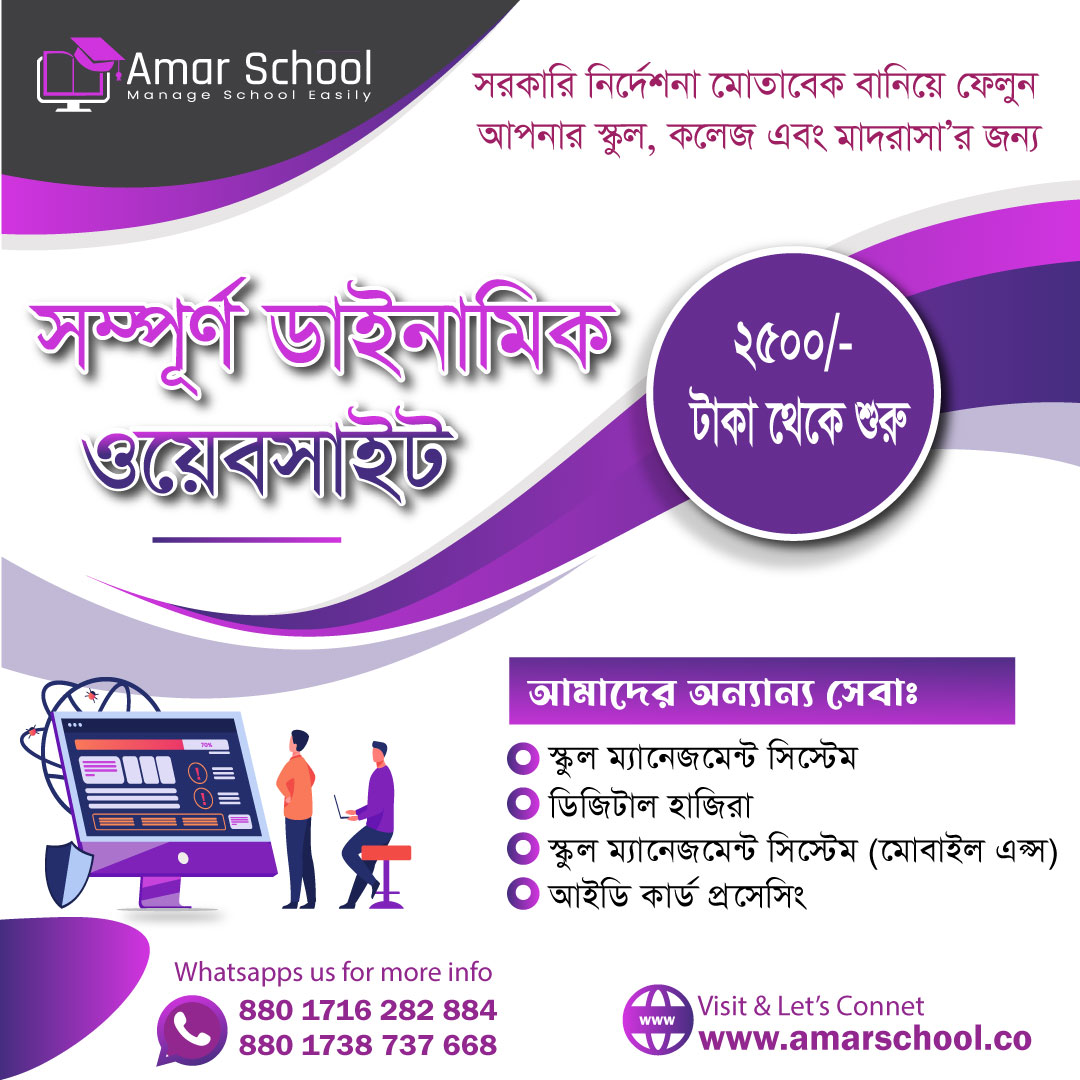 Amar School
Manage School Easily
সরকারি নির্দেশনা মোতাবেক বানিয়ে ফেলুন
আপনার স্কুল, কলেজ এবং মাদরাসা’র জন্য
সম্পূর্ণ ডাইনামিক
ওয়েবসাইট
২৫০০/-
টাকা থেকে শুরু
আমাদের অন্যান্য সেবাঃ
স্কুল ম্যানেজমেন্ট সিস্টেম
ডিজিটাল হাজিরা
স্কুল ম্যানেজমেন্ট সিস্টেম (মোবাইল এপ্স)
আইডি কার্ড প্রসেসিং
70%
Whatsapps us for more info
880 1716 282 884
880 1738 737 668
www
Visit & Let’s Connet
www.amarschool.co